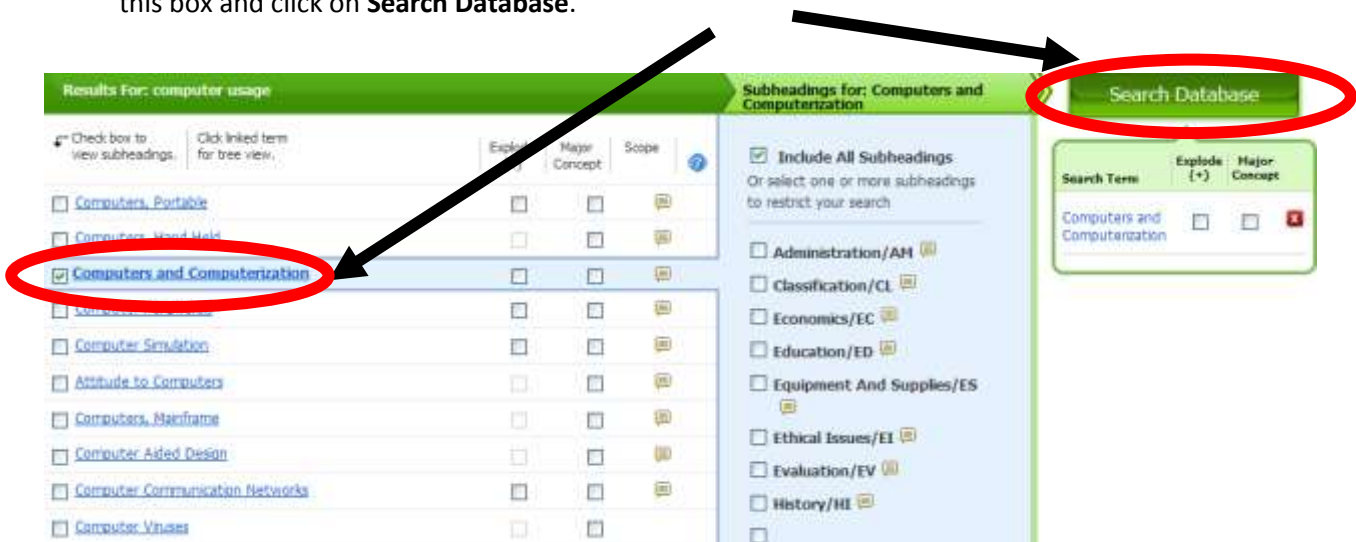 this box and click on Search Database.
Results For: computer usage
Subheadings for: Computers and
Computerization
Search Database
Check box to
view subheadings.
Click linked term
for tree view.
Major
Concept
Scope
Include All Subheadings
Or select one or more subheadings
to restrict your search
Search Term
Explode
(+)
Major
Concept
Computers, Portable
Computers, Hand Held
Computers and Computerization
Computers and
Computerization
Computer Simulation
Attitude to Computers
Computers, Mainframe
Computer Aided Design
Computer Communication Networks
Computer Viruses
Administration/AM
Classification/CL
Economics/EC
Education/ED
Equipment And Supplies/ES
Ethical Issues/EI
Evaluation/EV
History/HI